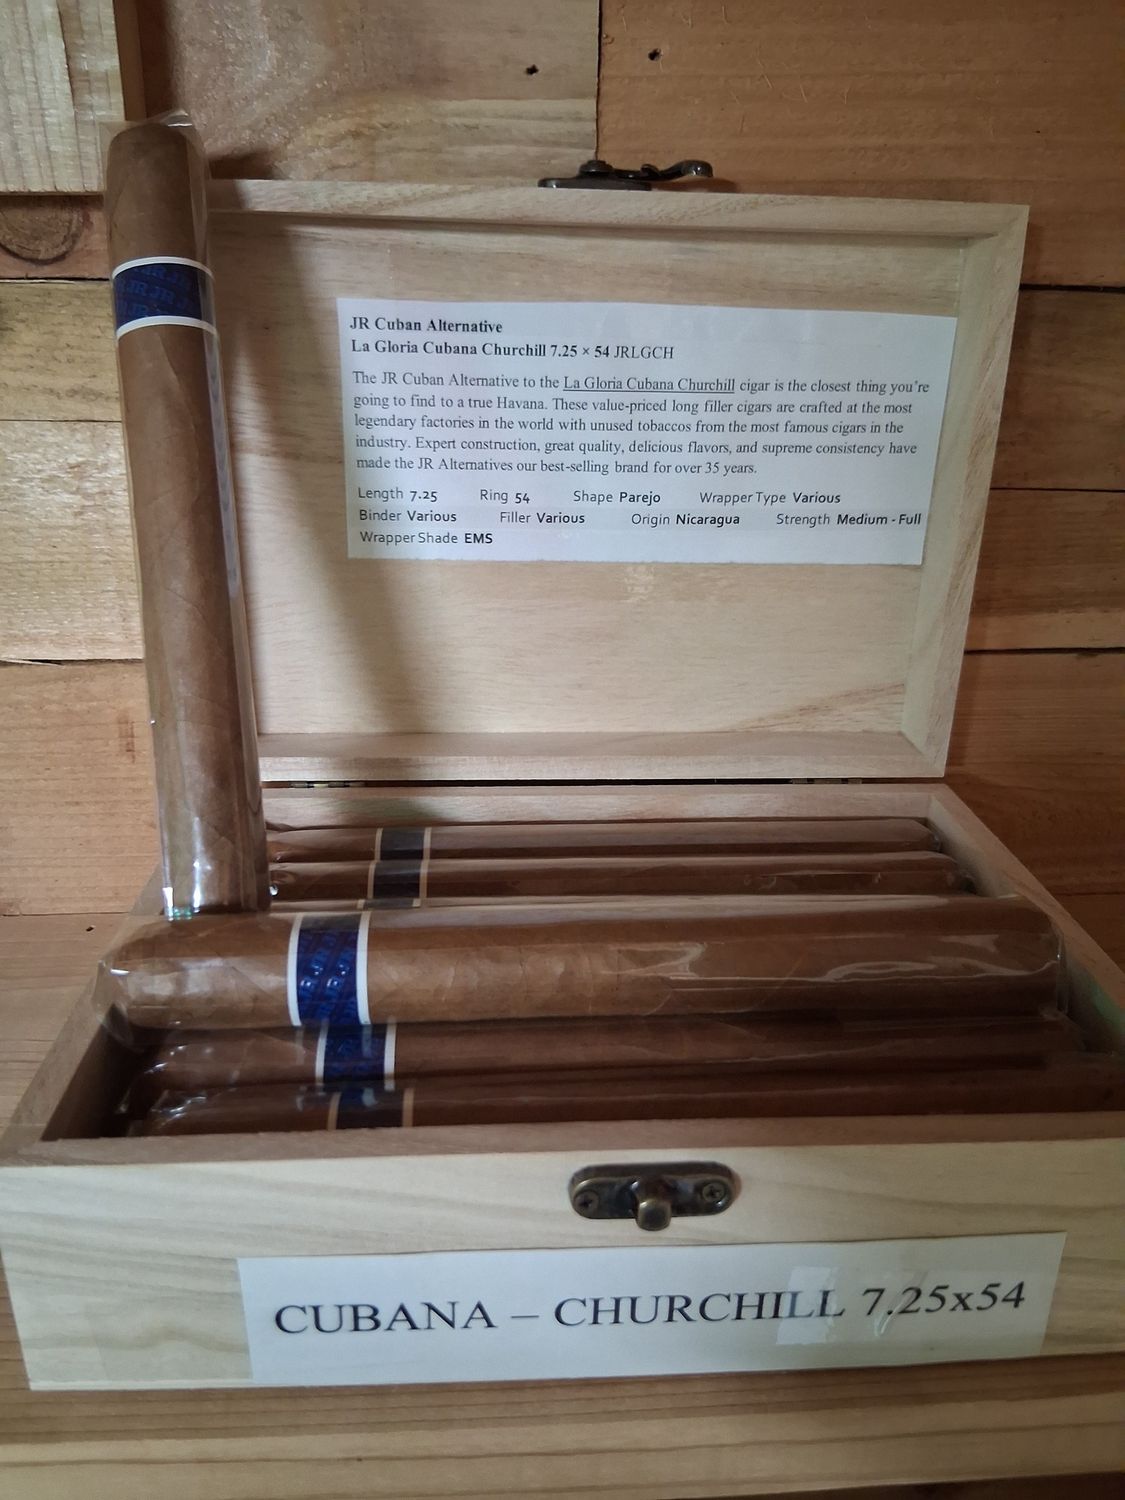 JR Cuban Alternative
La Gloria Cubana Churchill 7.25 × 54 JRLGCH
The JR Cuban Alternative to the La Gloria Cubana Churchill cigar is the closest thing you're
going to find to a true Havana. These value-priced long filler cigars are crafted at the most
legendary factories in the world with unused tobaccos from the most famous cigars in the
industry. Expert construction, great quality, delicious flavors, and supreme consistency have
made the JR Alternatives our best-selling brand for over 35 years.
Length 7.25 Ring 54 Shape Parejo Wrapper Type Various
Binder Various Filler Various Origin Nicaragua Strength Medium - Full
Wrapper Shade EMS
JR JR JR
JR JR
CUBANA – CHURCHILL 7.25x54